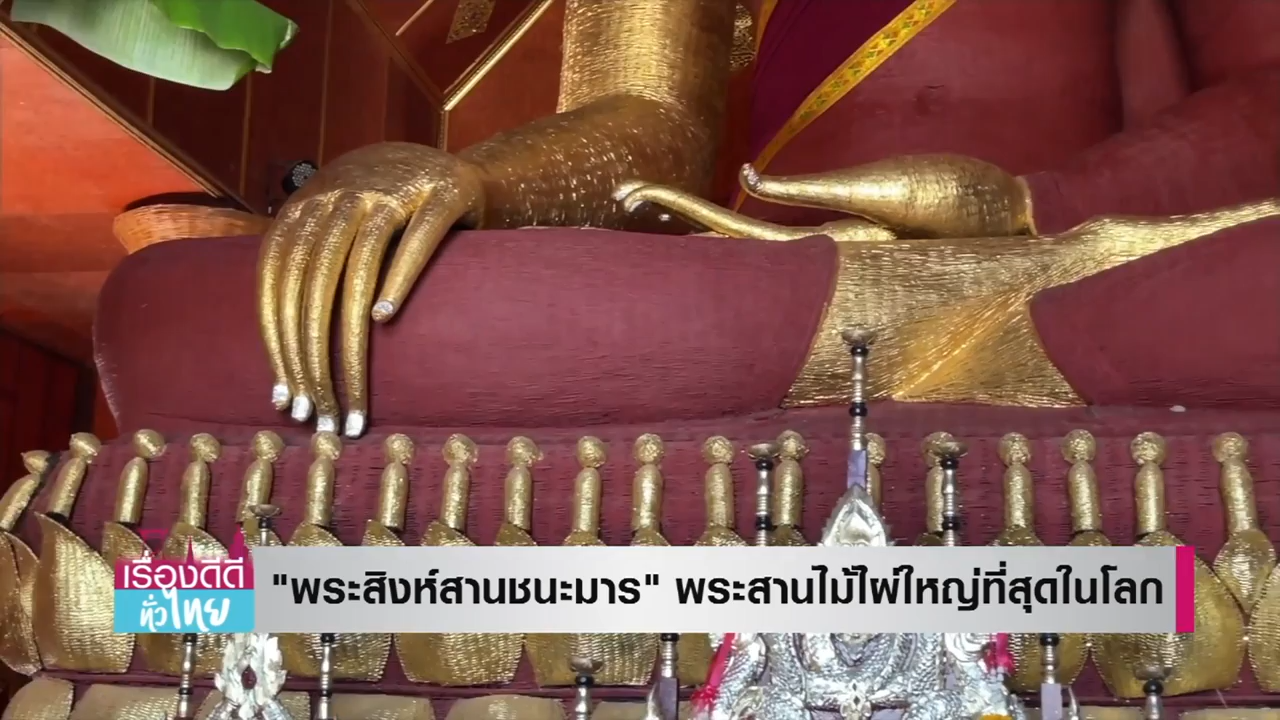 เรื่องดีดี
ทั่วไทย
"พระสิงห์สานชนะมาร" พระสานไม้ไผ่ใหญ่ที่สุดในโลก